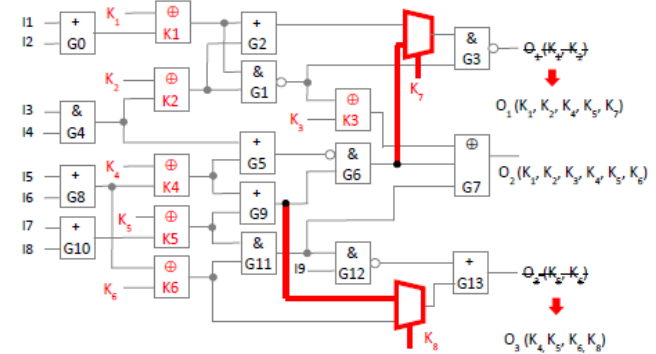 I1
I2
+
G0
K1
⊕
K1
+
G2
&
G1
K7
&
G3
O1 (K1, K2)
O1 (K1, K2, K4, K5, K7)
I3
I4
&
G4
K2
⊕
K2
K3
⊕
K3
+
G5
&
G6
⊕
G7
O2 (K1, K2, K3, K4, K5, K6)
I5
I6
+
G8
K4
⊕
K4
+
G9
I7
I8
+
G10
K5
⊕
K5
&
G11
I9
&
G12
K6
⊕
K6
K8
+
G13
O3 (K4, K5, K6, K8)